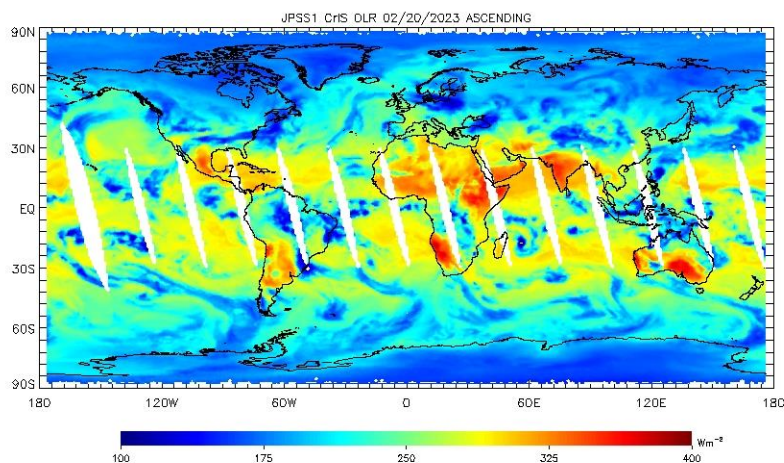 JPSS1 CrIS OLR 02/20/2023 ASCENDING
90N
60N
30N
EQ
30S
60S
90S
180 120W 60W 0 60E 120E 180
Wm⁻²
100 175 250 325 400